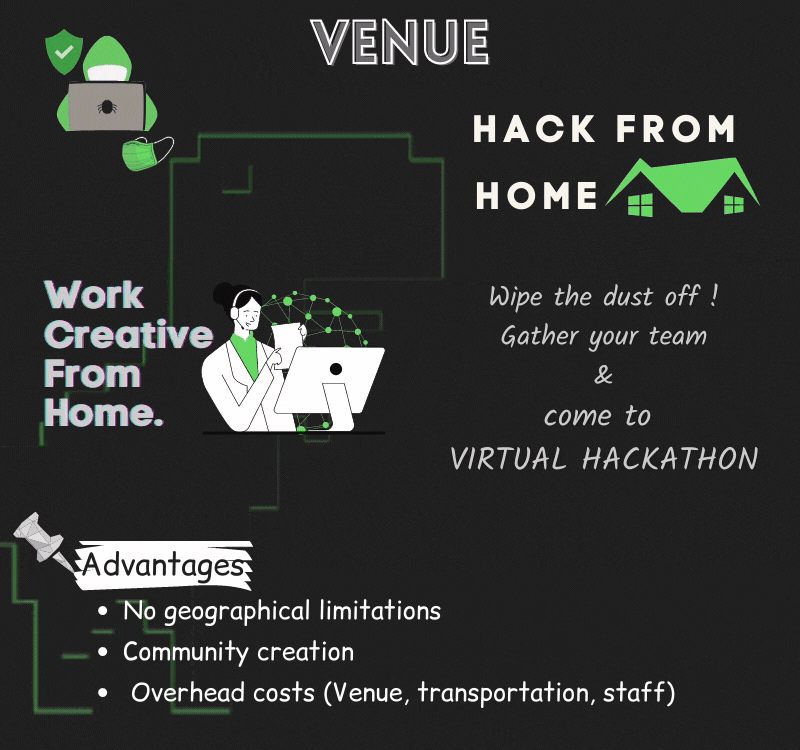 VENUE
HACK FROM
HOME
Work
Creative
From
Home.
Wipe the dust off !
Gather your team
&
come to
VIRTUAL HACKATHON
Advantages
• No geographical limitations
• Community creation
• Overhead costs (Venue, transportation, staff)